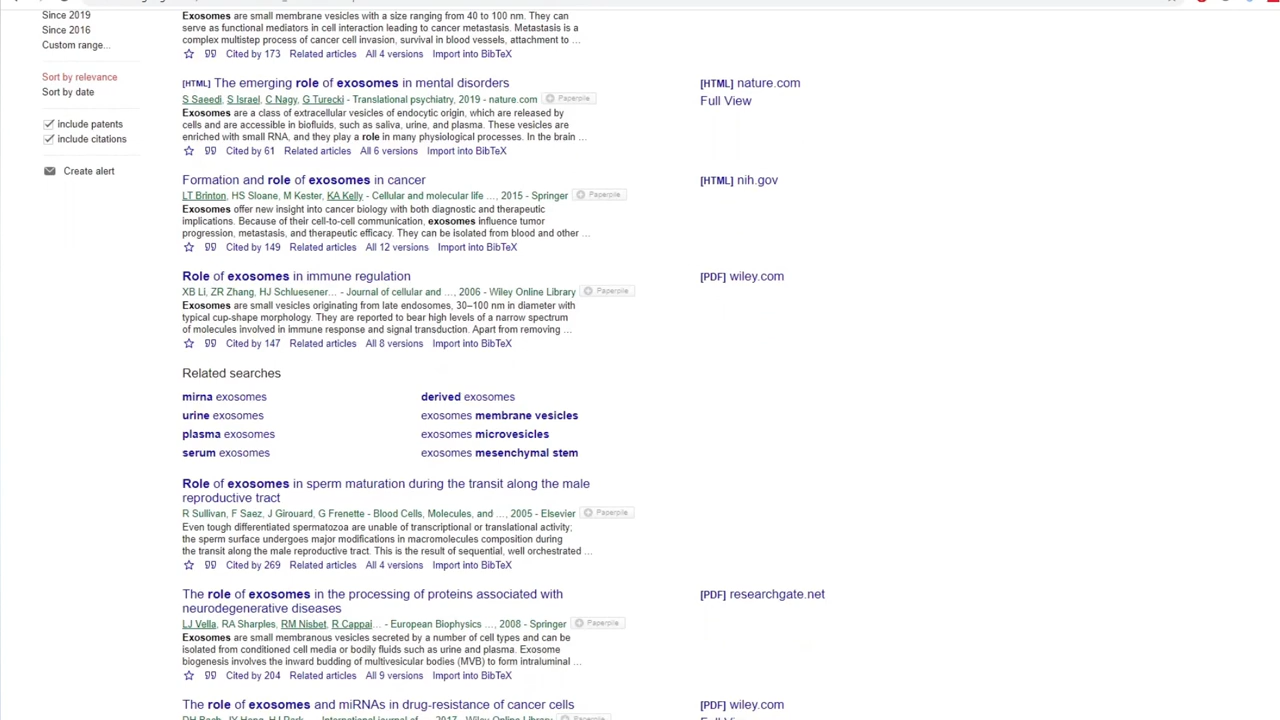 Since 2019
Since 2016
Custom range...
Sort by relevance
Sort by date
include patents
include citations
Create alert
Exosomes are small membrane vesicles with a size ranging from 40 to 100 nm. They can
serve as functional mediators in cell interaction leading to cancer metastasis. Metastasis is a
complex multistep process of cancer cell invasion, survival in blood vessels, attachment to ...
Cited by 173 Related articles All 4 versions Import into BibTeX
[HTML] The emerging role of exosomes in mental disorders
[HTML] nature.com
S Saeedi, S Israel, C Nagy, G Turecki - Translational psychiatry, 2019 - nature.com Paperpile
Full View
Exosomes are a class of extracellular vesicles of endocytic origin, which are released by
cells and are accessible in biofluids, such as saliva, urine, and plasma. These vesicles are
enriched with small RNA, and they play a role in many physiological processes. In the brain ...
Cited by 61 Related articles All 6 versions Import into BibTeX
Formation and role of exosomes in cancer
[HTML] nih.gov
LT Brinton, HS Sloane, M Kester, KA Kelly - Cellular and molecular life ..., 2015 - Springer Paperpile
Exosomes offer new insight into cancer biology with both diagnostic and therapeutic
implications. Because of their cell-to-cell communication, exosomes influence tumor
progression, metastasis, and therapeutic efficacy. They can be isolated from blood and other ...
Cited by 149 Related articles All 12 versions Import into BibTeX
Role of exosomes in immune regulation
[PDF] wiley.com
XB Li, ZR Zhang, HJ Schluesener... - Journal of cellular and ..., 2006 - Wiley Online Library Paperpile
Exosomes are small vesicles originating from late endosomes, 30–100 nm in diameter with
typical cup-shape morphology. They are reported to bear high levels of a narrow spectrum
of molecules involved in immune response and signal transduction. Apart from removing ...
Cited by 147 Related articles All 8 versions Import into BibTeX
Related searches
mirna exosomes
urine exosomes
plasma exosomes
serum exosomes
derived exosomes
exosomes membrane vesicles
exosomes microvesicles
exosomes mesenchymal stem
Role of exosomes in sperm maturation during the transit along the male
reproductive tract
R Sullivan, F Saez, J Girouard, G Frenette - Blood Cells, Molecules, and ..., 2005 - Elsevier Paperpile
Even tough differentiated spermatozoa are unable of transcriptional or translational activity;
the sperm surface undergoes major modifications in macromolecules composition during
the transit along the male reproductive tract. This is the result of sequential, well orchestrated ...
Cited by 269 Related articles All 4 versions Import into BibTeX
The role of exosomes in the processing of proteins associated with
neurodegenerative diseases
[PDF] researchgate.net
LJ Vella, RA Sharples, RM Nisbet, R Cappai... - European Biophysics ..., 2008 - Springer Paperpile
Exosomes are small membranous vesicles secreted by a number of cell types and can be
isolated from conditioned cell media or bodily fluids such as urine and plasma. Exosome
biogenesis involves the inward budding of multivesicular bodies (MVB) to form intraluminal ...
Cited by 204 Related articles All 9 versions Import into BibTeX
The role of exosomes and miRNAs in drug-resistance of cancer cells
[PDF] wiley.com